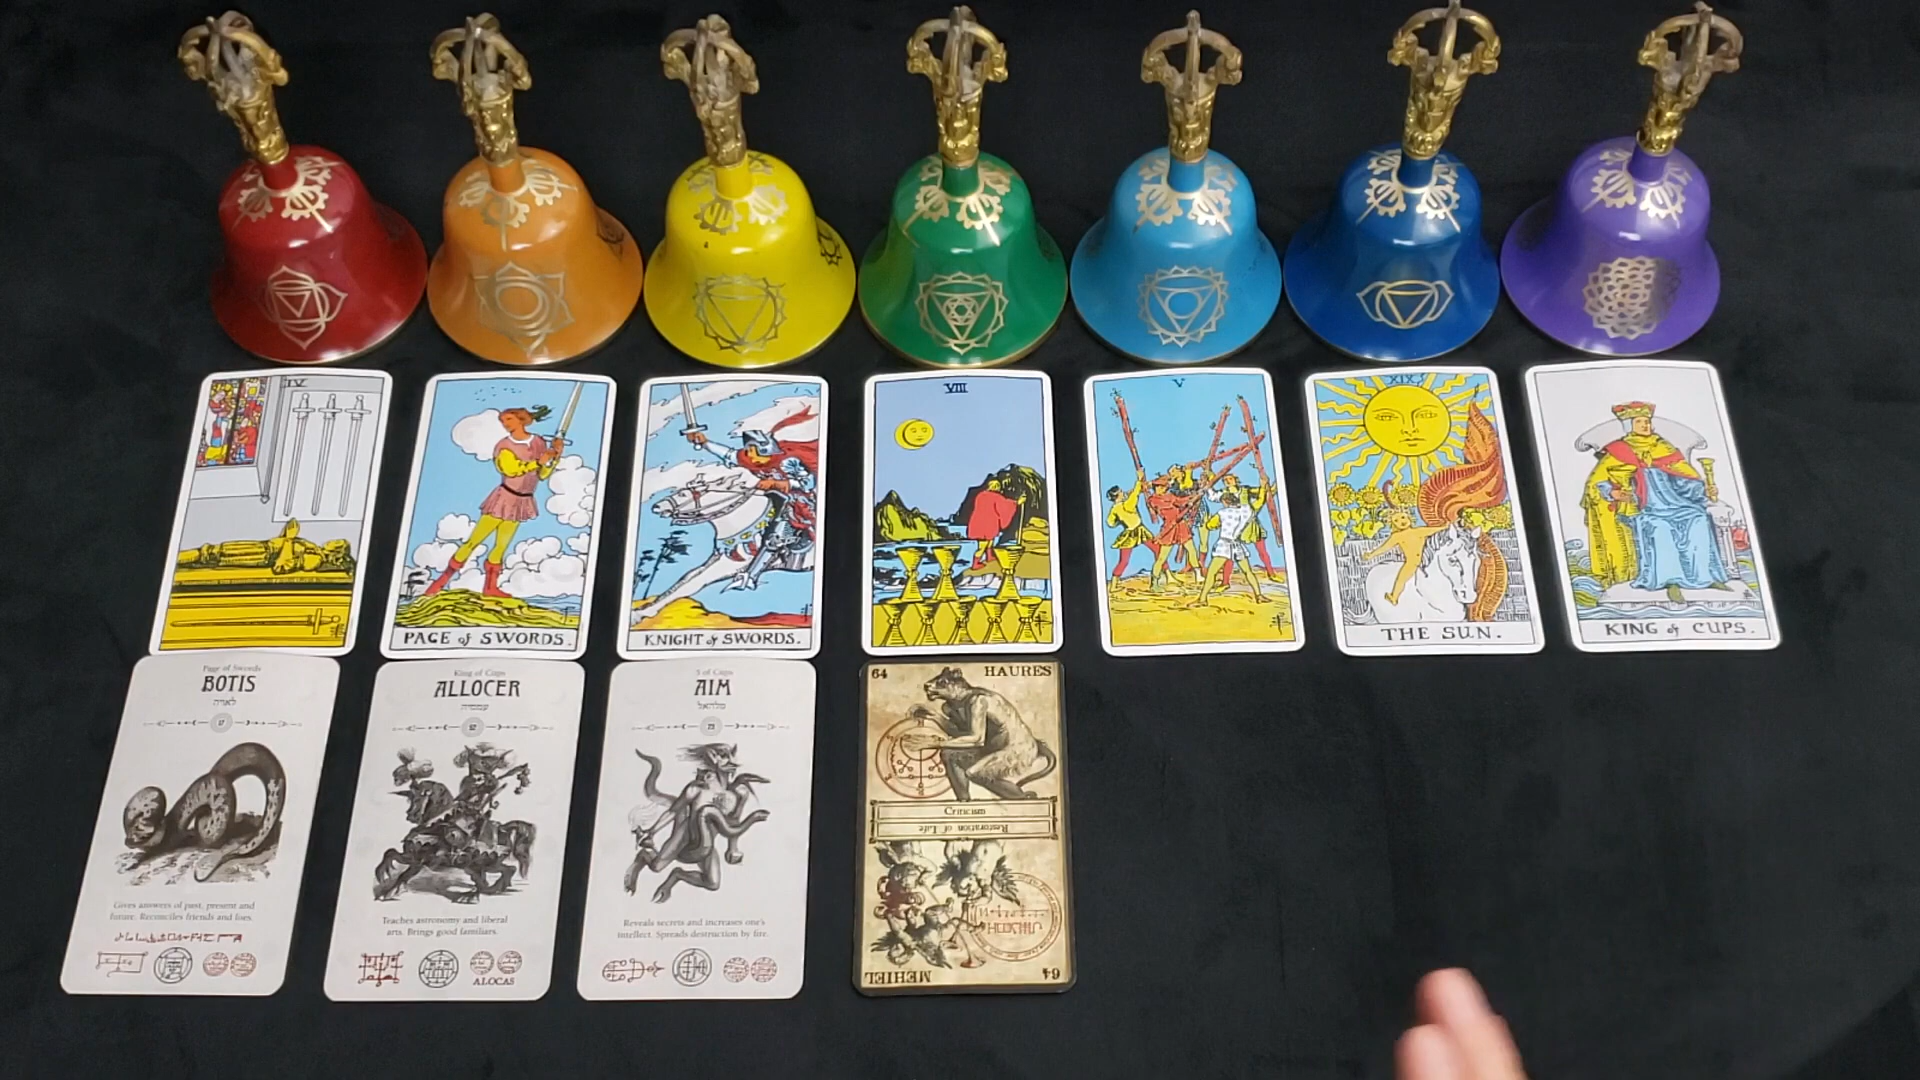 IV
PAGE of SWORDS.
KNIGHT of SWORDS.
VIII
V
XIX
THE SUN.
KING of CUPS.
Page of Swords
BOTIS
17
Gives answers of past, present and
future. Reconciles friends and foes.
King of Cups
ALLOCER
52
Teaches astronomy and liberal
arts. Brings good familiars.
ALOCAS
5 of Cups
AIM
Reveals secrets and increases one's
intellect. Spreads destruction by fire.
64
HAURES
Criticism
Restoration of Life
MEHIEL
64